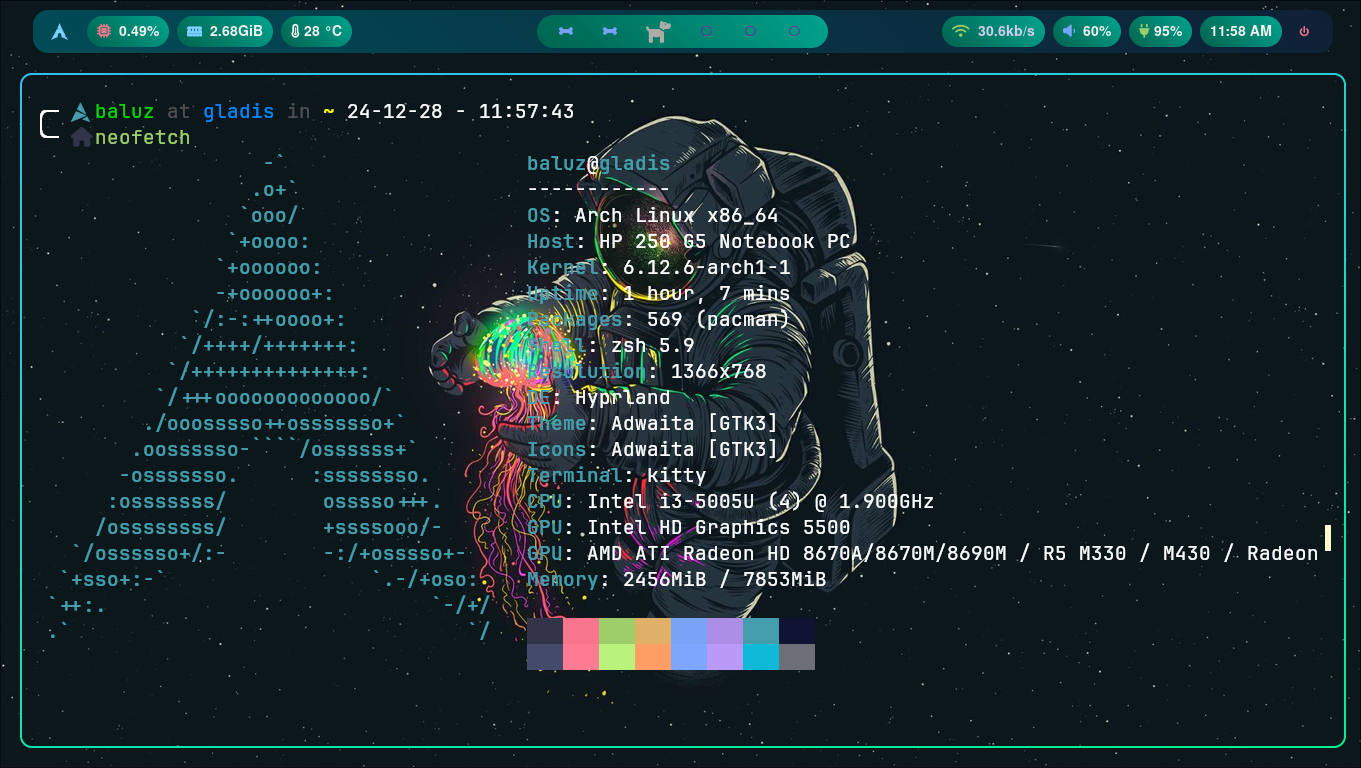 0.49% 2.68GiB 28 °C 30.6kb/s 60% 95% 11:58 AM
baluz at gladis in ~ 24-12-28 - 11:57:43
neofetch
baluz@gladis
------------
OS: Arch Linux x86_64
Host: HP 250 G5 Notebook PC
Kernel: 6.12.6-arch1-1
Uptime: 1 hour, 7 mins
Packages: 569 (pacman)
Shell: zsh 5.9
Resolution: 1366x768
DE: Hyprland
Theme: Adwaita [GTK3]
Icons: Adwaita [GTK3]
Terminal: kitty
CPU: Intel i3-5005U (4) @ 1.900GHz
GPU: Intel HD Graphics 5500
GPU: AMD ATI Radeon HD 8670A/8670M/8690M / R5 M330 / M430 / Radeon
Memory: 2456MiB / 7853MiB